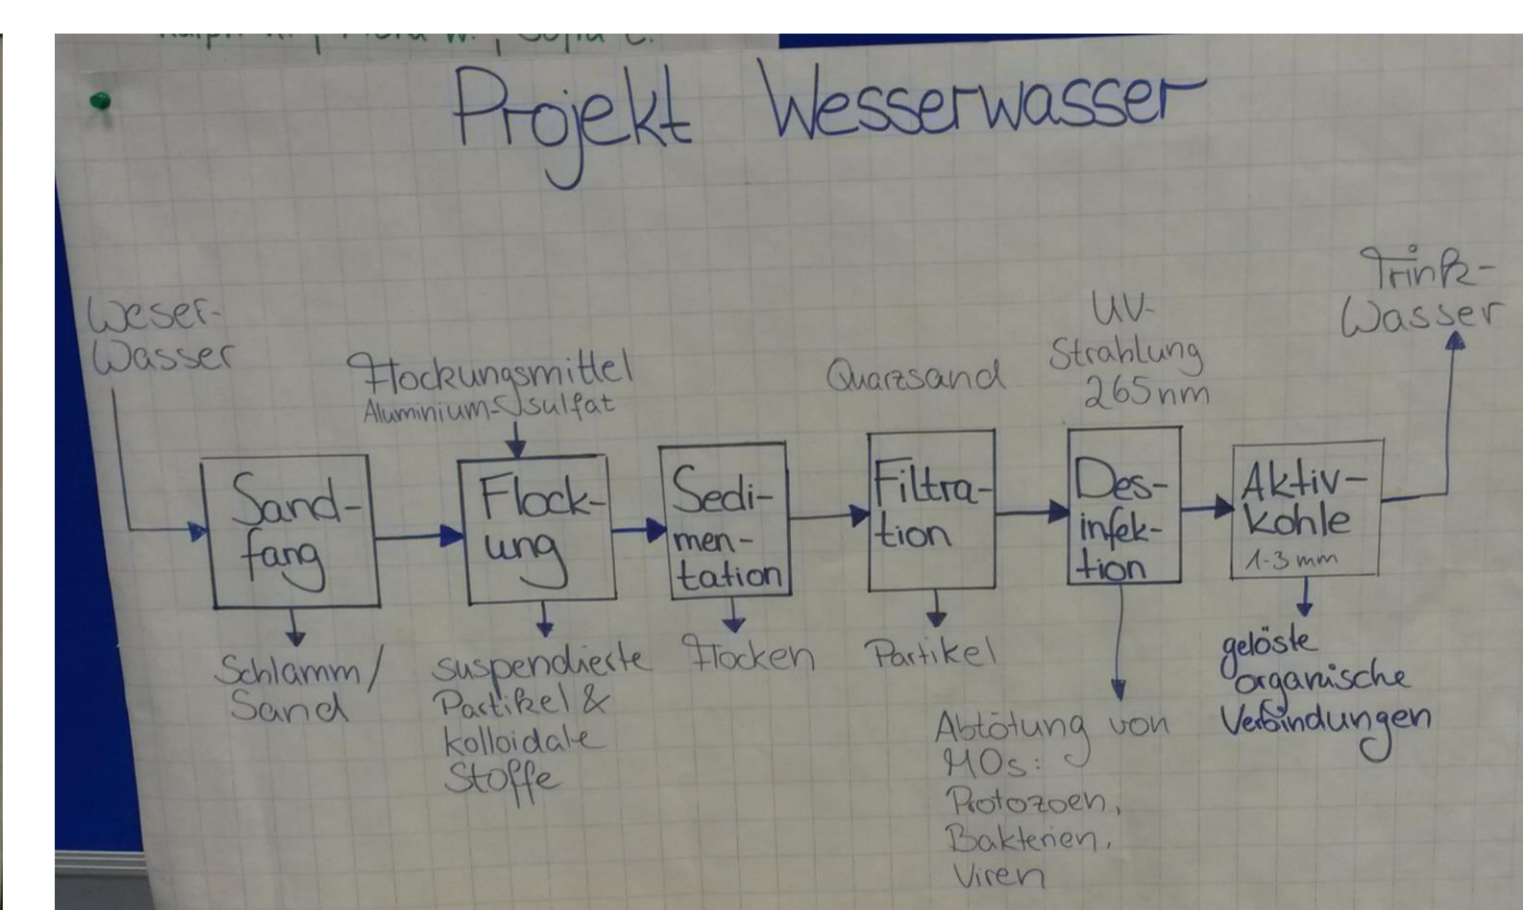 Projekt Wesserwasser
Weser-
Wasser
Flockungsmittel
Aluminium-Sulfat
Quarzsand
UV-
Strahlung
265nm
Trink-
Wasser
Sand-
fang
Flock-
ung
Sedi-
men-
tation
Filtra-
tion
Des-
infek-
tion
Aktiv-
kohle
1-3 mm
Schlamm/
Sand
suspendierte
Partikel &
kolloidale
Stoffe
Flocken
Partikel
Abtötung von
MOs:
Protozoen,
Bakterien,
Viren
gelöste
organische
Verbindungen